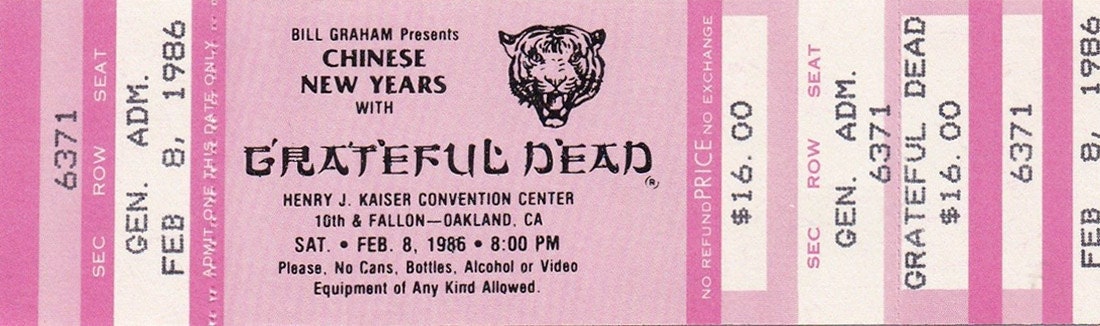 6371
SEC ROW SEAT
GEN. ADM.
FEB 8, 1986
ADMIT ONE THIS DATE ONLY
BILL GRAHAM Presents
CHINESE
NEW YEARS
WITH
GRATEFUL DEAD®
HENRY J. KAISER CONVENTION CENTER
10th & FALLON—OAKLAND, CA
SAT. • FEB. 8, 1986 • 8:00 PM
Please, No Cans, Bottles, Alcohol or Video
Equipment of Any Kind Allowed.
NO REFUND PRICE NO EXCHANGE
$16.00
SEC ROW SEAT
GEN. ADM.
6371
GRATEFUL DEAD
$16.00
6371
FEB 8, 1986